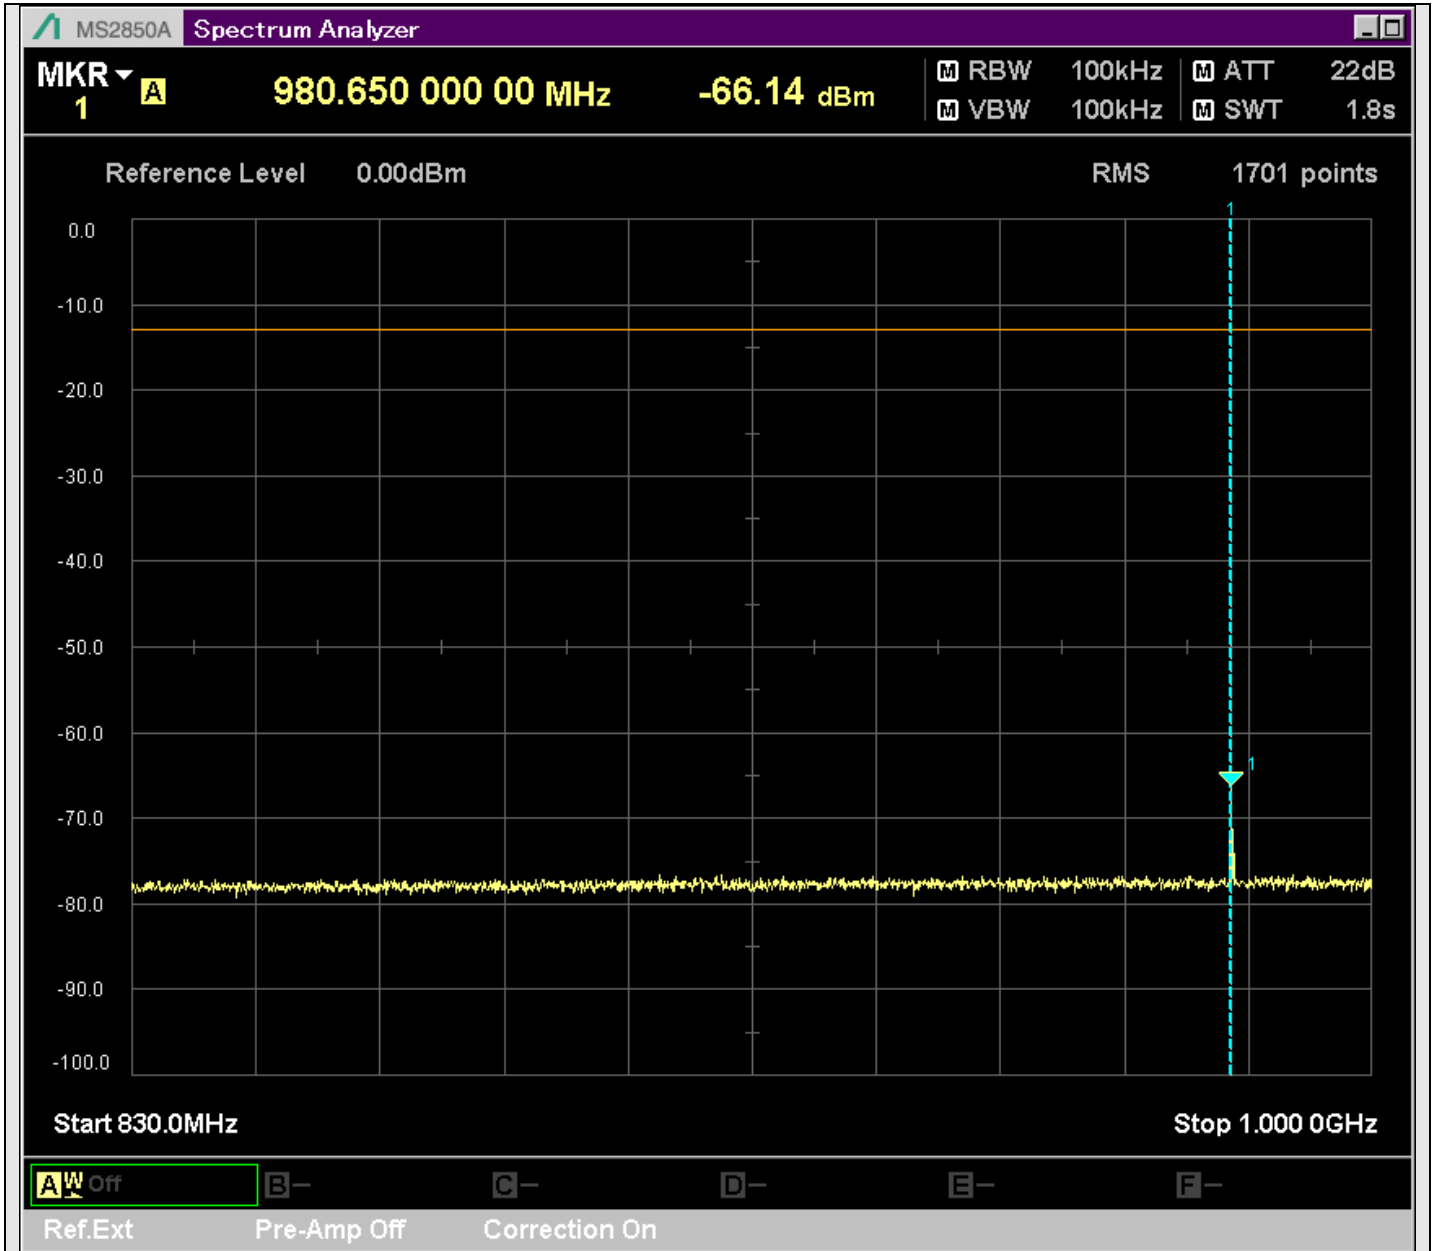 MS2850A Spectrum Analyzer
MKR A 980.650 000 00 MHz -66.14 dBm M RBW 100kHz M ATT 22dB
1 M VBW 100kHz M SWT 1.8s
Reference Level 0.00dBm RMS 1701 points
1
0.0
-10.0
-20.0
-30.0
-40.0
-50.0
-60.0
1
-70.0
-80.0
-90.0
-100.0
Start 830.0MHz Stop 1.000 0GHz
A W Off B — C — D — E — F —
Ref.Ext Pre-Amp Off Correction On